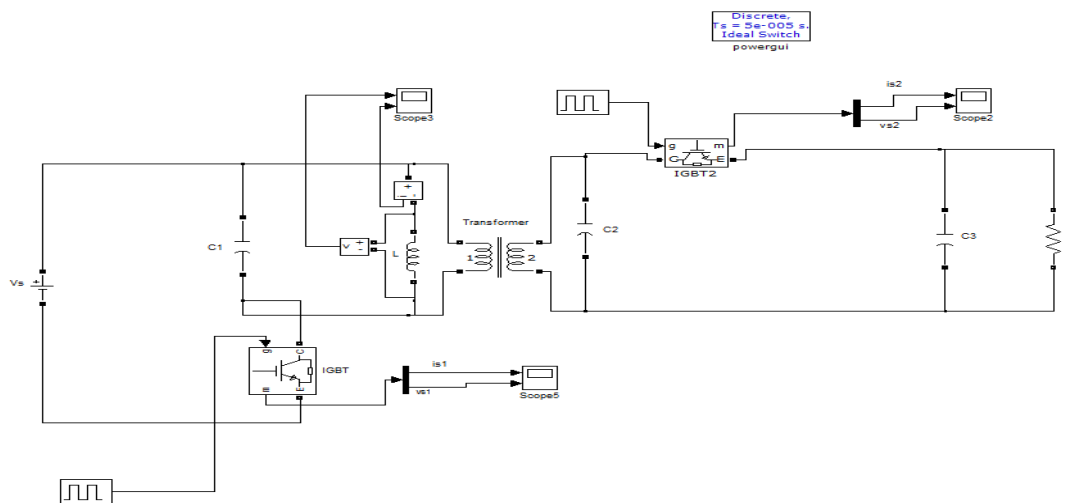 Discrete,
Ts = 5e-005 s.
Ideal Switch
powergui
Scope3
is2
vs2
Scope2
g
m
C
E
IGBT2
C1
+
i
-
Transformer
v
+
-
L
1
2
C2
C3
Vs
+
g
C
IGBT
m
E
is1
vs1
Scope5